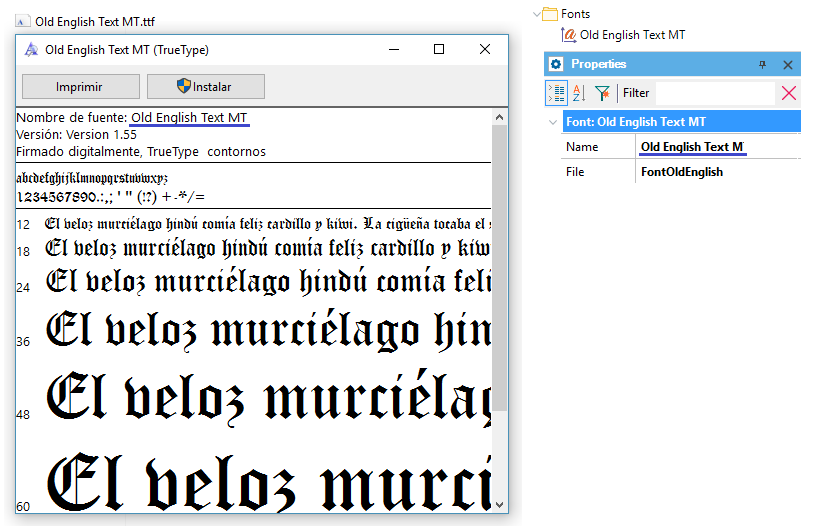 Old English Text MT.ttf
Old English Text MT (TrueType)
Imprimir
Instalar
Nombre de fuente: Old English Text MT
Versión: Version 1.55
Firmado digitalmente, TrueType contornos
abcdefghijklmnopqrstuvwxyz
1234567890.:,; ' " (!?) + -*/=
12 El veloz murciélago hindú comía feliz cardillo y kiwi. La cigüeña tocaba el s
18 El veloz murciélago hindú comía feliz cardillo y kiw
24 El veloz murciélago hindú comía feli
36 El veloz murciélago hin
48 El veloz murciélag
60 El veloz murci
Fonts
Old English Text MT
Properties
Filter
Font: Old English Text MT
Name Old English Text M
File FontOldEnglish